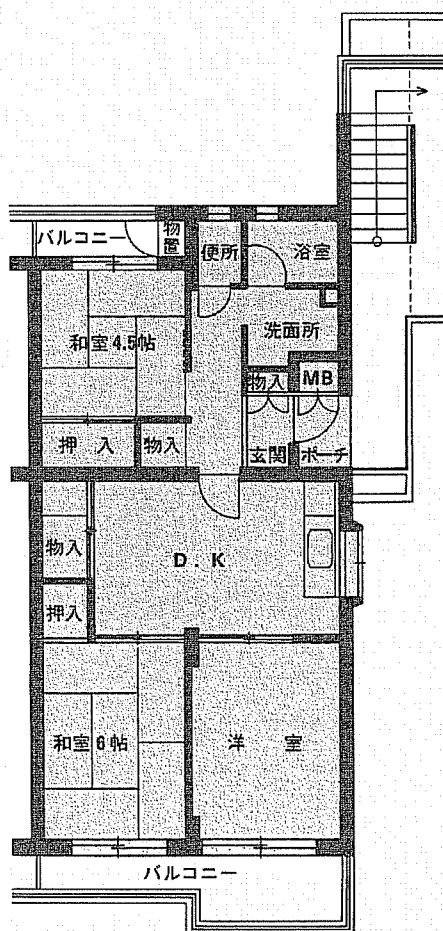 バルコニー
物置
便所
浴室
和室4.5帖
洗面所
物入
MB
押入
物入
玄関
ポーチ
物入
D.K
押入
和室6帖
洋室
バルコニー